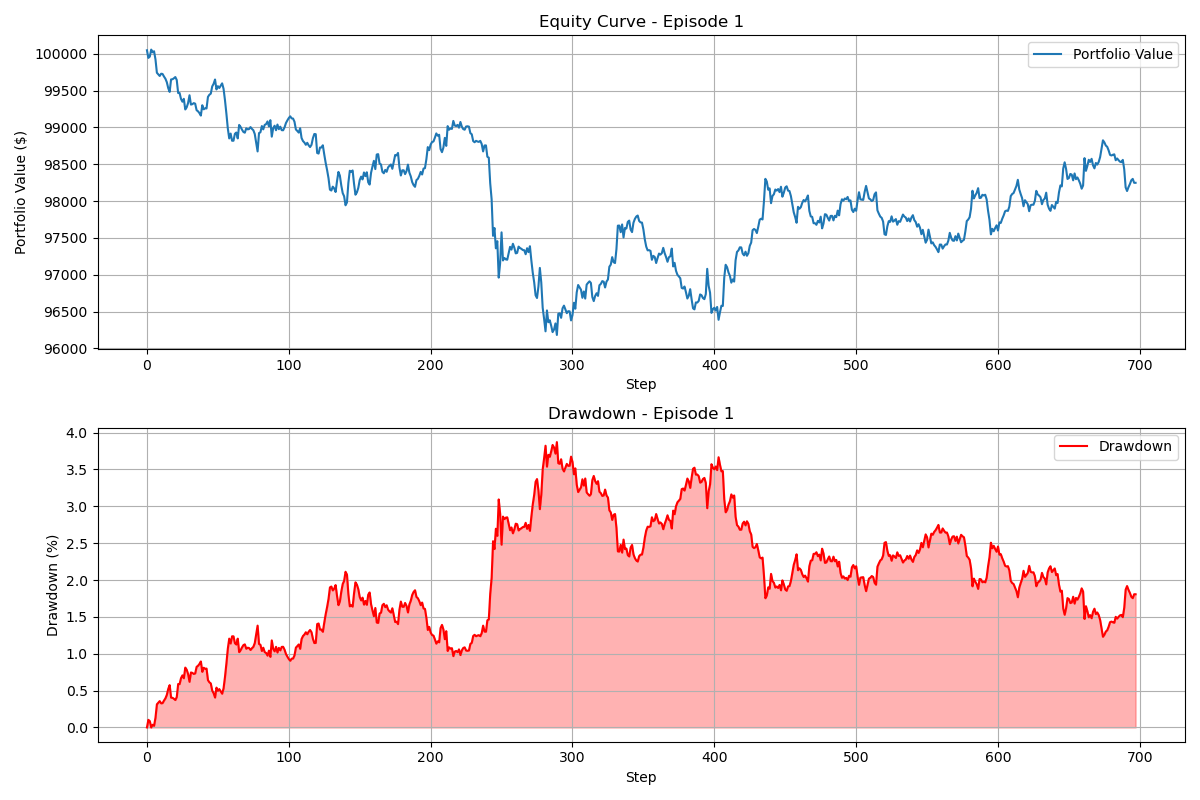 Equity Curve - Episode 1
Portfolio Value ($)
100000
99500
99000
98500
98000
97500
97000
96500
96000
Portfolio Value
0 100 200 300 400 500 600 700
Step
Drawdown - Episode 1
Drawdown (%)
4.0
3.5
3.0
2.5
2.0
1.5
1.0
0.5
0.0
Drawdown
0 100 200 300 400 500 600 700
Step